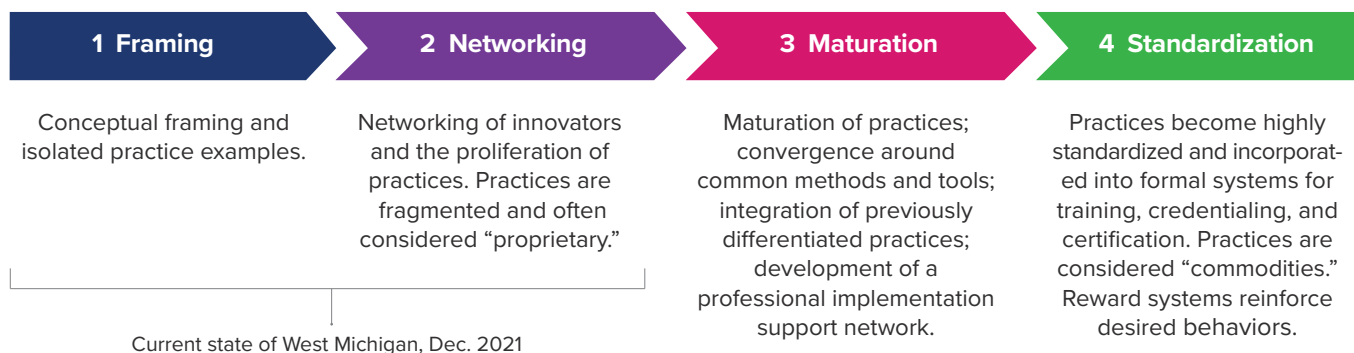 1 Framing
2 Networking
3 Maturation
4 Standardization
Conceptual framing and
isolated practice examples.
Networking of innovators
and the proliferation of
practices. Practices are
fragmented and often
considered “proprietary.”
Maturation of practices;
convergence around
common methods and tools;
integration of previously
differentiated practices;
development of a
professional implementation
support network.
Practices become highly
standardized and incorporat-
ed into formal systems for
training, credentialing, and
certification. Practices are
considered “commodities.”
Reward systems reinforce
desired behaviors.
Current state of West Michigan, Dec. 2021